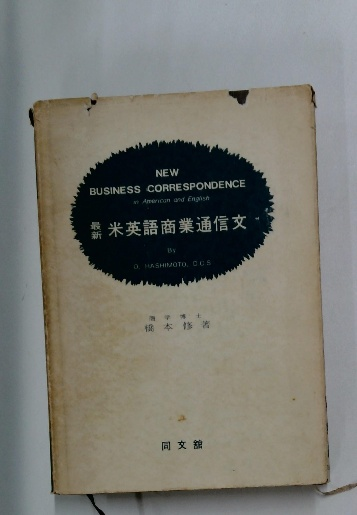 NEW
BUSINESS CORRESPONDENCE
in American and English
最新 米英語商業通信文
By
O. HASHIMOTO, D.C.S.
商学博士
橋本修著
同文舘